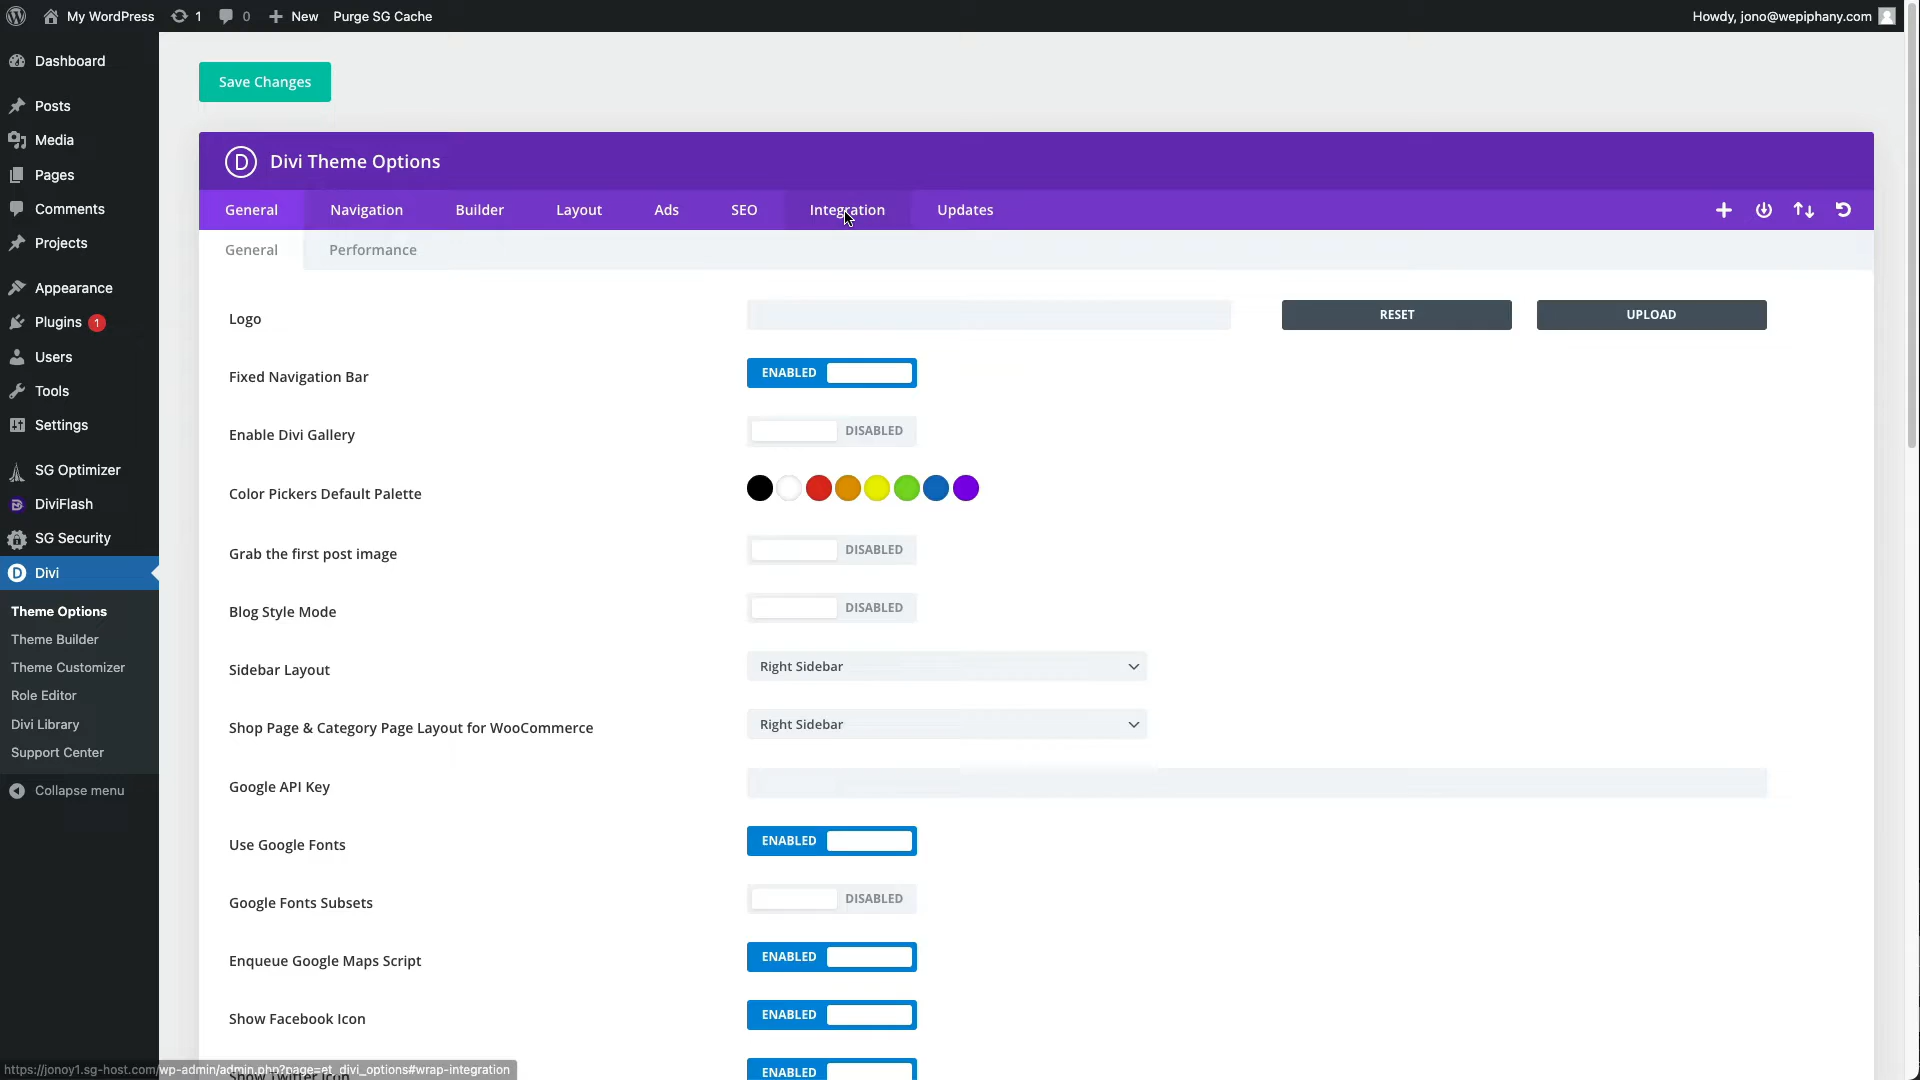 My WordPress
1
0
New
Purge SG Cache
Howdy, jono@wepiphany.com
Dashboard
Posts
Media
Pages
Comments
Projects
Appearance
Plugins 1
Users
Tools
Settings
SG Optimizer
DiviFlash
SG Security
Divi
Theme Options
Theme Builder
Theme Customizer
Role Editor
Divi Library
Support Center
Collapse menu
Save Changes
D Divi Theme Options
General
Navigation
Builder
Layout
Ads
SEO
Integration
Updates
General
Performance
Logo
RESET
UPLOAD
Fixed Navigation Bar
ENABLED
Enable Divi Gallery
DISABLED
Color Pickers Default Palette
Grab the first post image
DISABLED
Blog Style Mode
DISABLED
Sidebar Layout
Right Sidebar
Shop Page & Category Page Layout for WooCommerce
Right Sidebar
Google API Key
Use Google Fonts
ENABLED
Google Fonts Subsets
DISABLED
Enqueue Google Maps Script
ENABLED
Show Facebook Icon
ENABLED
Show Twitter Icon
ENABLED
https://jonoy1.sg-host.com/wp-admin/admin.php?page=et_divi_options#wrap-integration